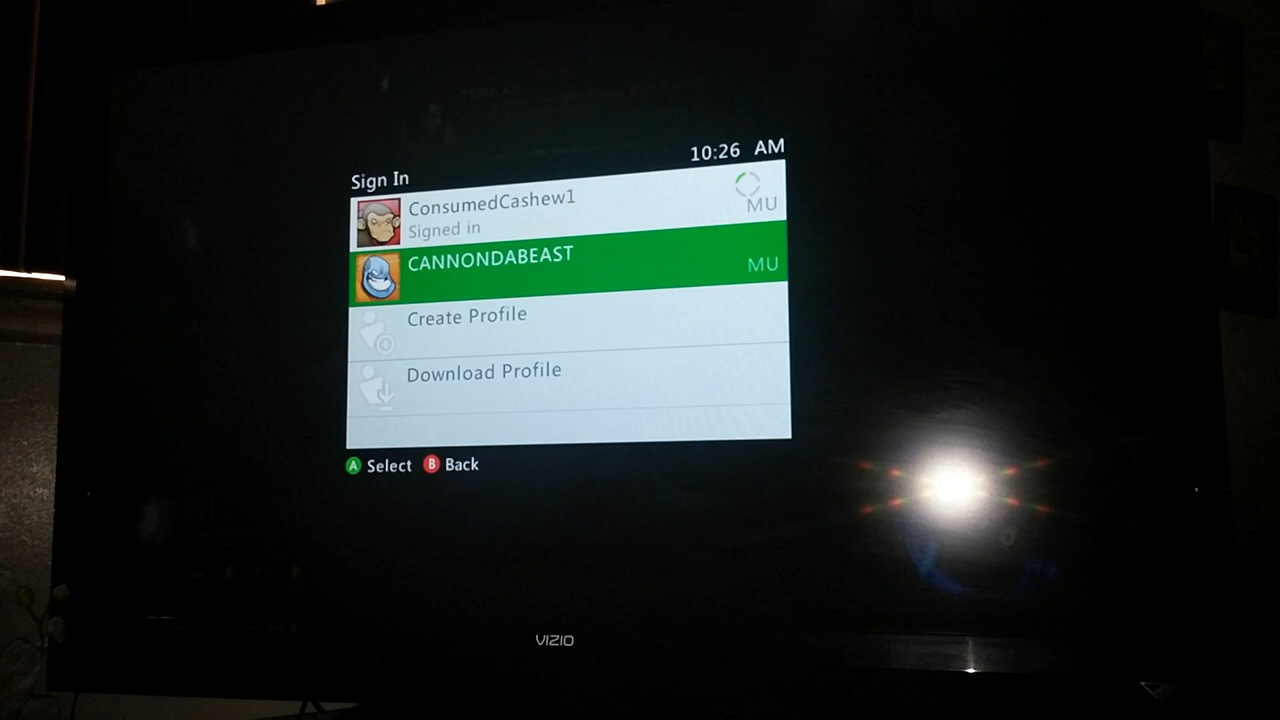 10:26 AM
Sign In
ConsumedCashew1
MU
Signed in
CANNONDABEAST
MU
Create Profile
Download Profile
A Select B Back
VIZIO